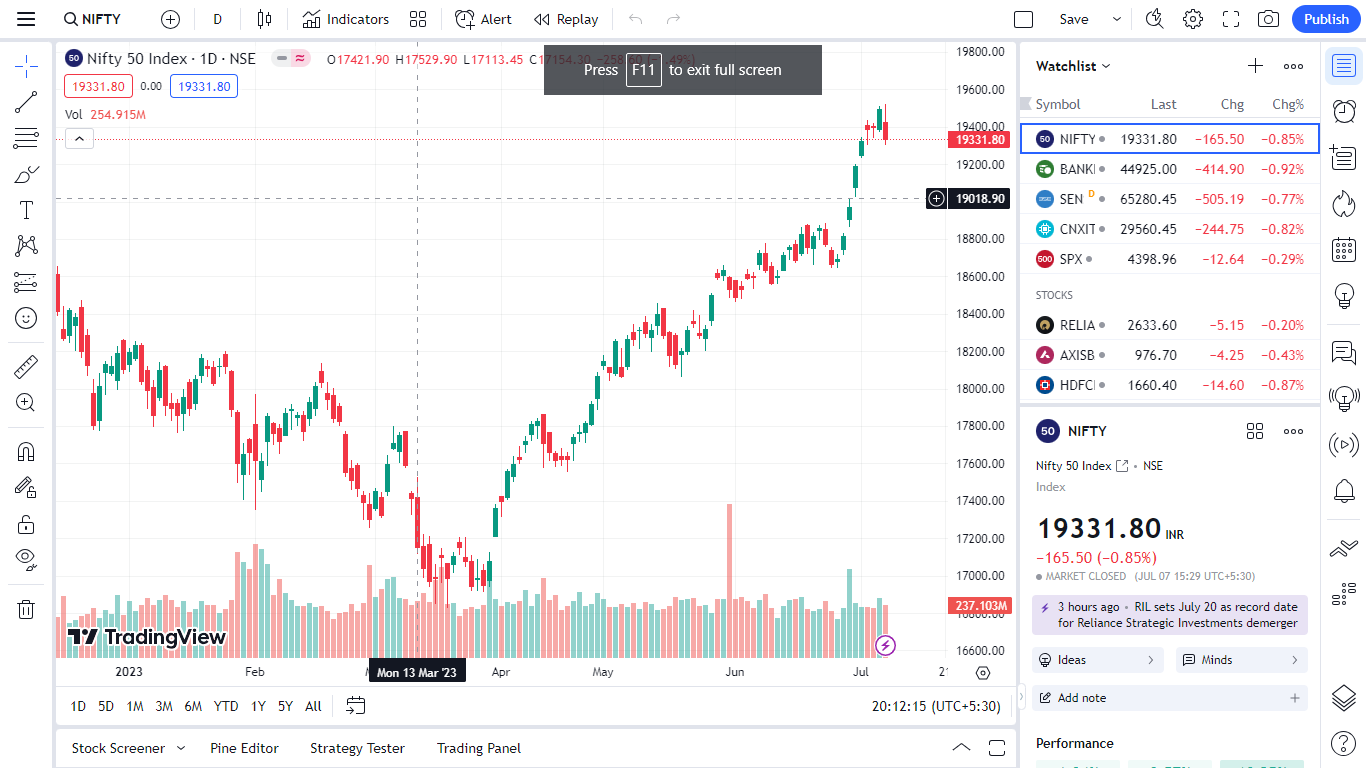 NIFTY D Indicators Alert Replay Save Publish
50 Nifty 50 Index · 1D · NSE O17421.90 H17529.90 L17113.45 C17154.30
Press F11 to exit full screen
19331.80 0.00 19331.80
Vol 254.915M
19800.00
19600.00
19400.00
19331.80
19200.00
19018.90
18800.00
18600.00
18400.00
18200.00
18000.00
17800.00
17600.00
17400.00
17200.00
17000.00
237.103M
16800.00
16600.00
TradingView
2023 Feb Mon 13 Mar '23 Apr May Jun Jul
1D 5D 1M 3M 6M YTD 1Y 5Y All 20:12:15 (UTC+5:30)
Stock Screener Pine Editor Strategy Tester Trading Panel
Watchlist
Symbol Last Chg Chg%
50 NIFTY 19331.80 −165.50 −0.85%
BANKI 44925.00 −414.90 −0.92%
SEN D 65280.45 −505.19 −0.77%
CNXIT 29560.45 −244.75 −0.82%
500 SPX 4398.96 −12.64 −0.29%
STOCKS
RELIA 2633.60 −5.15 −0.20%
AXISB 976.70 −4.25 −0.43%
HDFC 1660.40 −14.60 −0.87%
50 NIFTY
Nifty 50 Index • NSE
Index
19331.80 INR
−165.50 (−0.85%)
MARKET CLOSED (JUL 07 15:29 UTC+5:30)
3 hours ago • RIL sets July 20 as record date
for Reliance Strategic Investments demerger
Ideas Minds
Add note
Performance